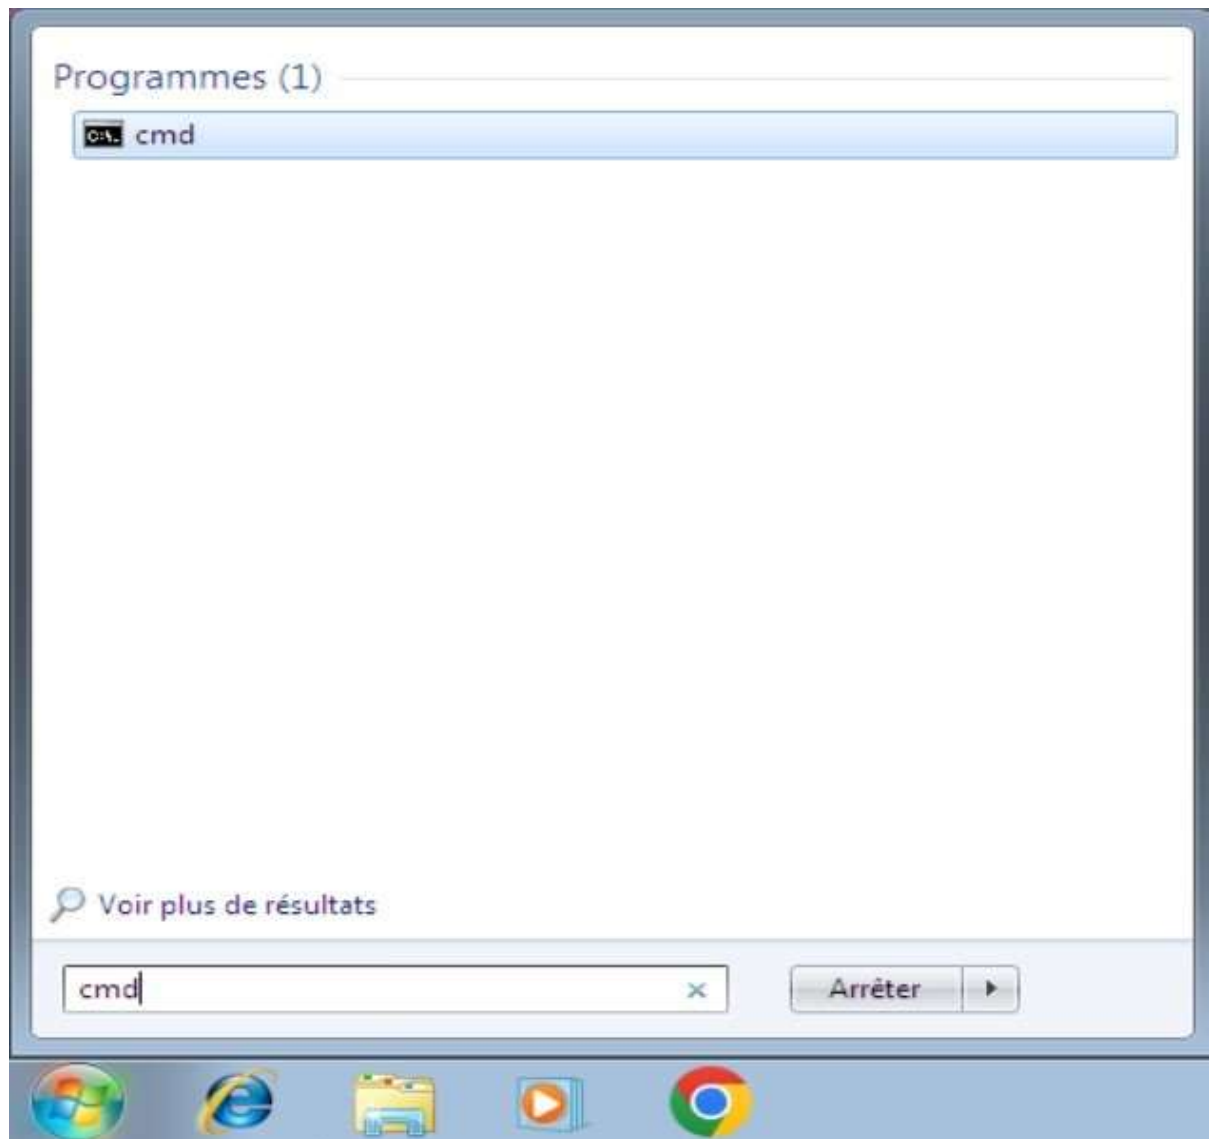 Programmes (1)
C:\. cmd
Voir plus de résultats
cmd
Arrêter